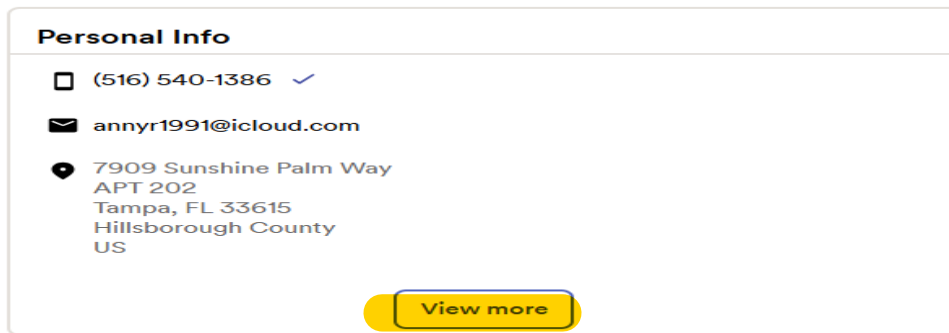 Personal Info
(516) 540-1386
annyr1991@icloud.com
7909 Sunshine Palm Way
APT 202
Tampa, FL 33615
Hillsborough County
US
View more